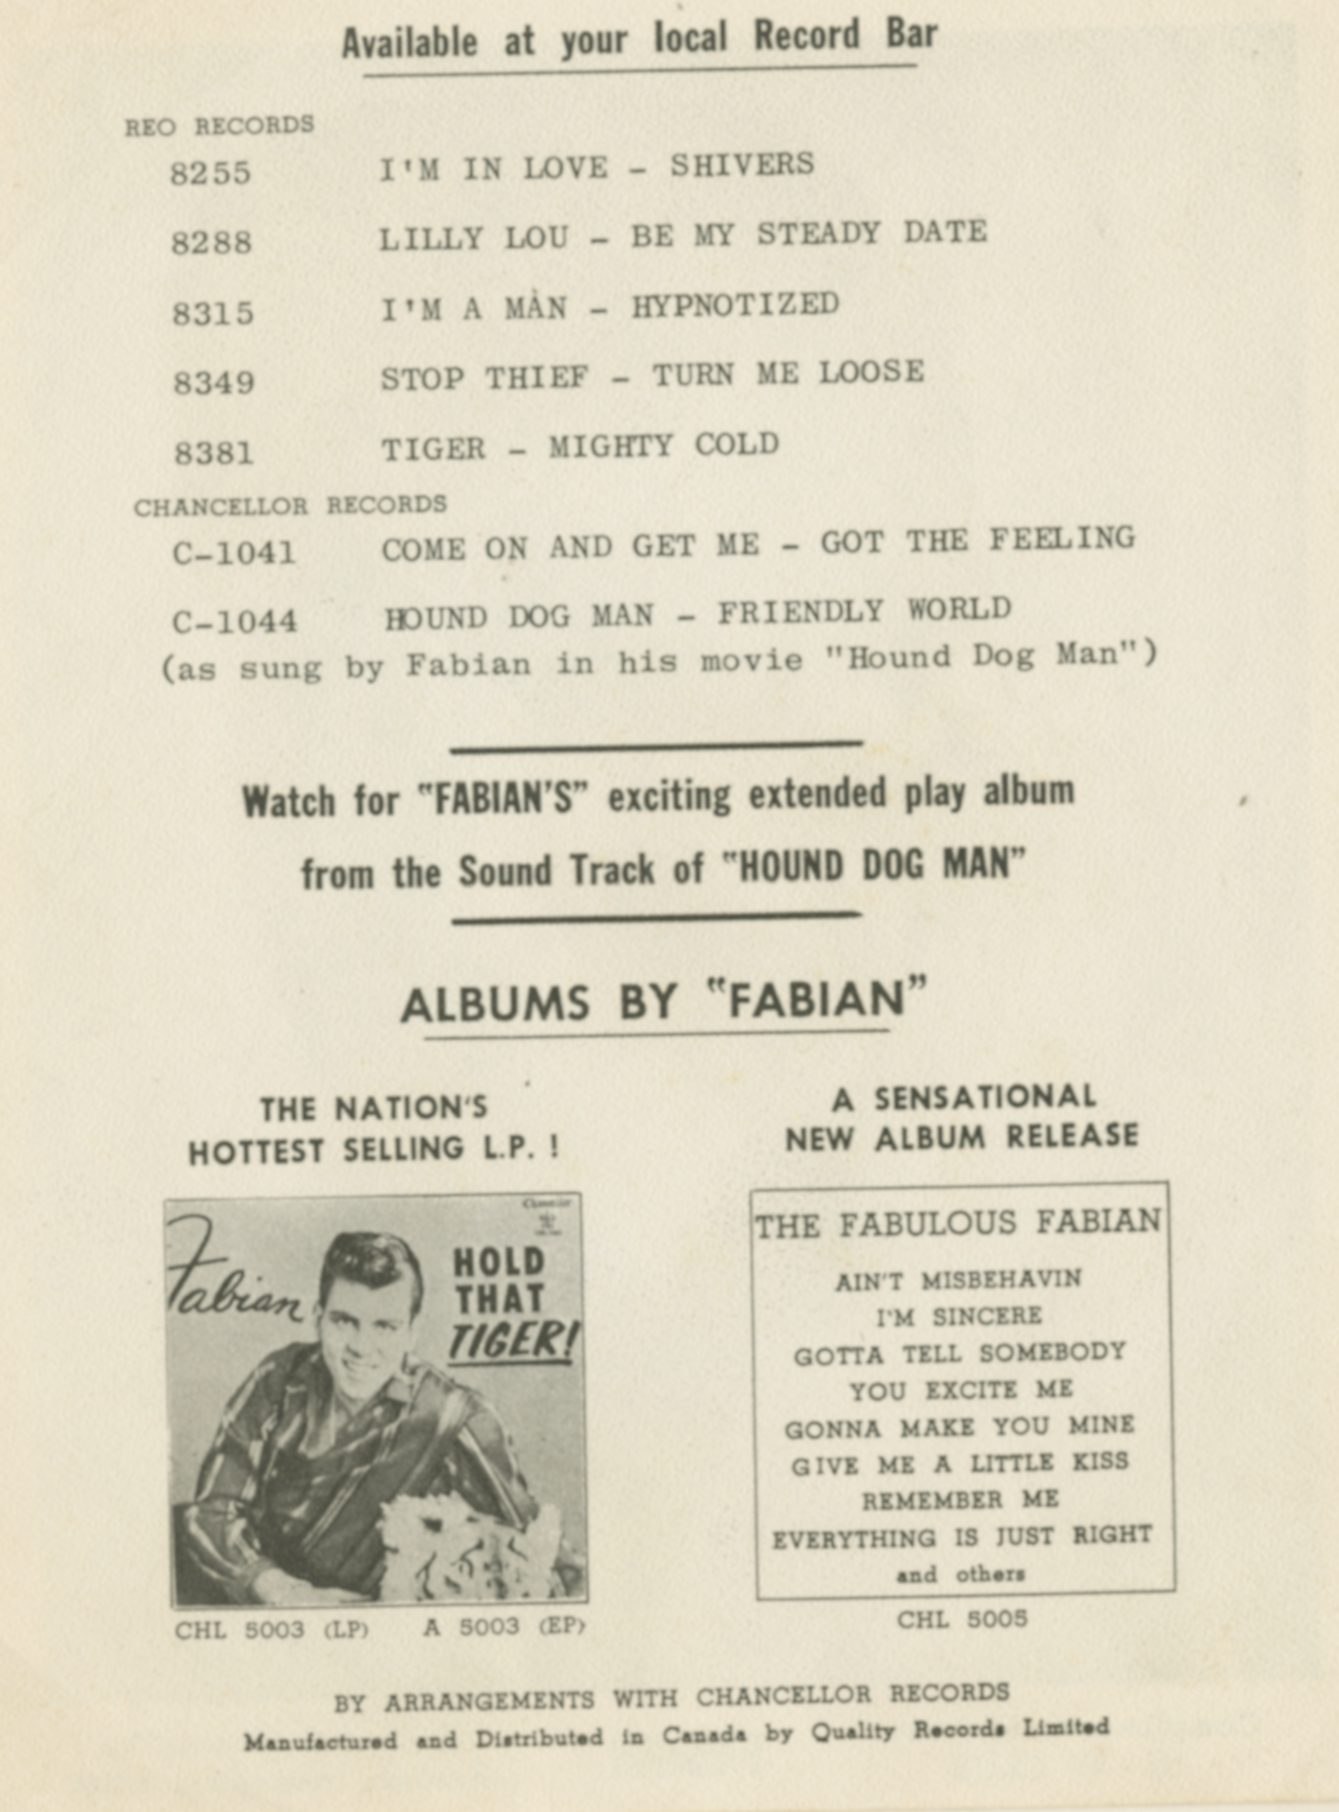 Available at your local Record Bar
REO RECORDS
8255 I'M IN LOVE - SHIVERS
8288 LILLY LOU - BE MY STEADY DATE
8315 I'M A MAN - HYPNOTIZED
8349 STOP THIEF - TURN ME LOOSE
8381 TIGER - MIGHTY COLD
CHANCELLOR RECORDS
C-1041 COME ON AND GET ME - GOT THE FEELING
C-1044 HOUND DOG MAN - FRIENDLY WORLD
(as sung by Fabian in his movie "Hound Dog Man")
Watch for "FABIAN'S" exciting extended play album
from the Sound Track of "HOUND DOG MAN"
ALBUMS BY "FABIAN"
THE NATION'S
HOTTEST SELLING L.P. !
Fabian
HOLD
THAT
TIGER!
CHL 5003 (LP) A 5003 (EP)
A SENSATIONAL
NEW ALBUM RELEASE
THE FABULOUS FABIAN
AIN'T MISBEHAVIN
I'M SINCERE
GOTTA TELL SOMEBODY
YOU EXCITE ME
GONNA MAKE YOU MINE
GIVE ME A LITTLE KISS
REMEMBER ME
EVERYTHING IS JUST RIGHT
and others
CHL 5005
BY ARRANGEMENTS WITH CHANCELLOR RECORDS
Manufactured and Distributed in Canada by Quality Records Limited